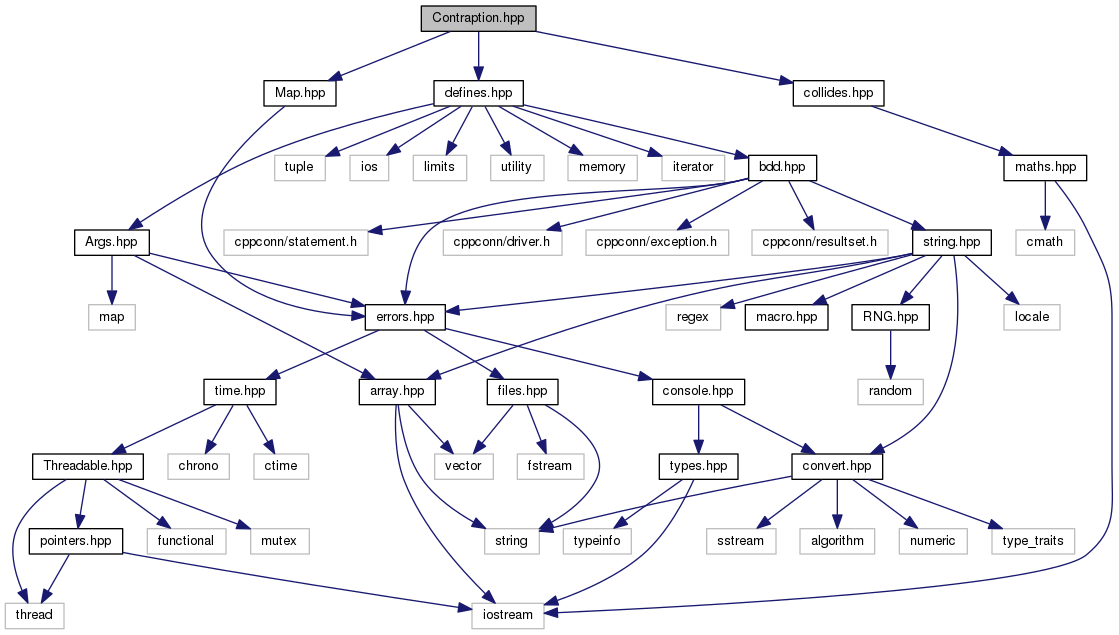 Contraption.hpp
Map.hpp
defines.hpp
collides.hpp
tuple
ios
limits
utility
memory
iterator
bdd.hpp
maths.hpp
Args.hpp
cppconn/statement.h
cppconn/driver.h
cppconn/exception.h
cppconn/resultset.h
string.hpp
cmath
map
errors.hpp
regex
macro.hpp
RNG.hpp
locale
time.hpp
array.hpp
files.hpp
console.hpp
random
Threadable.hpp
chrono
ctime
vector
fstream
types.hpp
convert.hpp
pointers.hpp
functional
mutex
string
typeinfo
sstream
algorithm
numeric
type_traits
thread
iostream